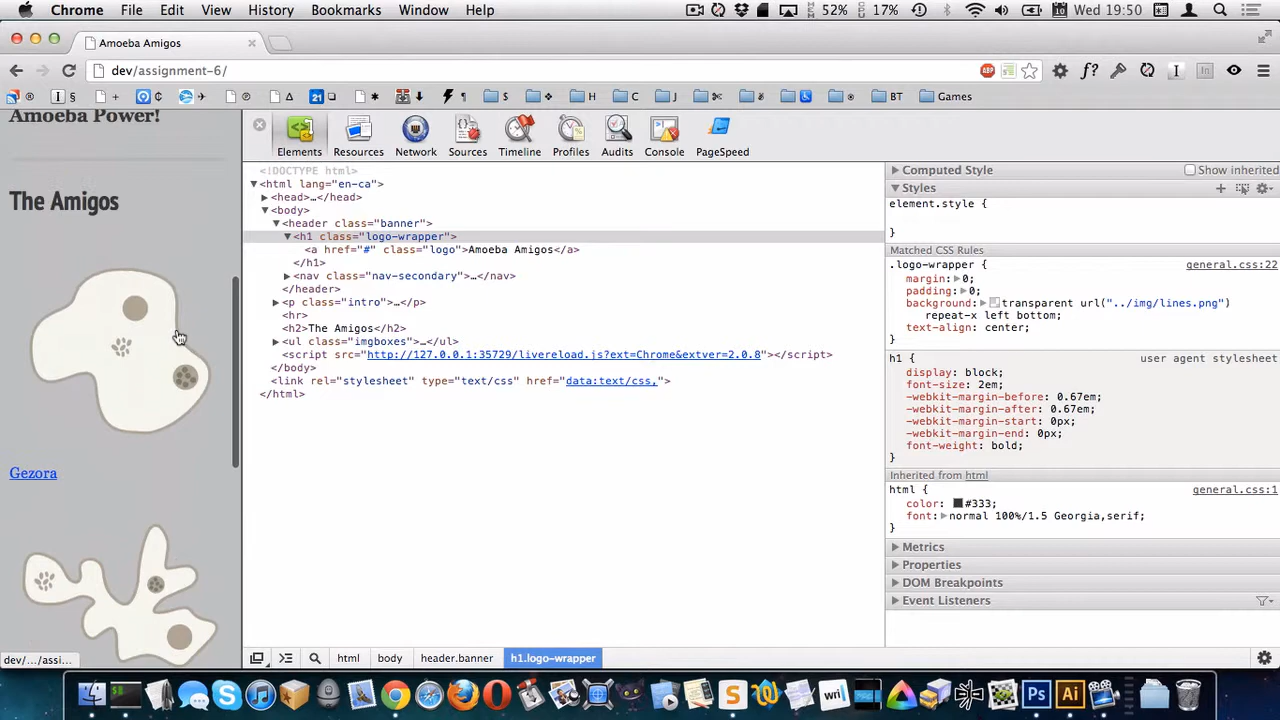 Chrome File Edit View History Bookmarks Window Help 52% 17% Wed 19:50
Amoeba Amigos
dev/assignment-6/
f? ABP
§ + Δ 21 * ¶ $ H C J BT Games
Amoeba Power!
The Amigos
Gezora
dev/.../assi...
Elements Resources Network Sources Timeline Profiles Audits Console PageSpeed
<!DOCTYPE html>
<html lang="en-ca">
<head>…</head>
<body>
<header class="banner">
<h1 class="logo-wrapper">
<a href="#" class="logo">Amoeba Amigos</a>
</h1>
<nav class="nav-secondary">…</nav>
</header>
<p class="intro">…</p>
<hr>
<h2>The Amigos</h2>
<ul class="imgboxes">…</ul>
<script src="http://127.0.0.1:35729/livereload.js?ext=Chrome&extver=2.0.8"></script>
</body>
<link rel="stylesheet" type="text/css" href="data:text/css,">
</html>
html body header.banner h1.logo-wrapper
Computed Style Show inherited
Styles
element.style {
}
Matched CSS Rules
.logo-wrapper { general.css:22
margin: 0;
padding: 0;
background: transparent url("../img/lines.png")
repeat-x left bottom;
text-align: center;
}
h1 { user agent stylesheet
display: block;
font-size: 2em;
-webkit-margin-before: 0.67em;
-webkit-margin-after: 0.67em;
-webkit-margin-start: 0px;
-webkit-margin-end: 0px;
font-weight: bold;
}
Inherited from html
html { general.css:1
color: #333;
font: normal 100%/1.5 Georgia,serif;
}
Metrics
Properties
DOM Breakpoints
Event Listeners
wri Ps Ai